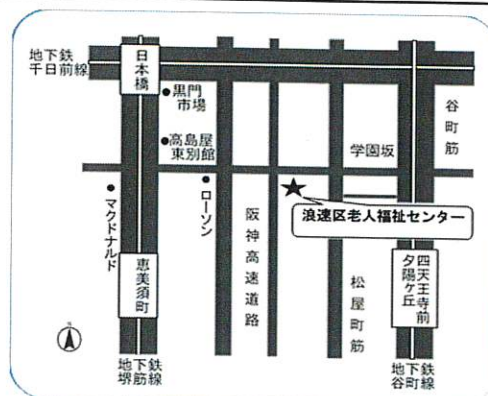 地下鉄
千日前線
日本橋
黒門
市場
谷町筋
高島屋
東別館
学園坂
マクドナルド
ローソン
浪速区老人福祉センター
阪神高速道路
恵美須町
松屋町筋
四天王寺前
夕陽ヶ丘
地下鉄
堺筋線
地下鉄
谷町線